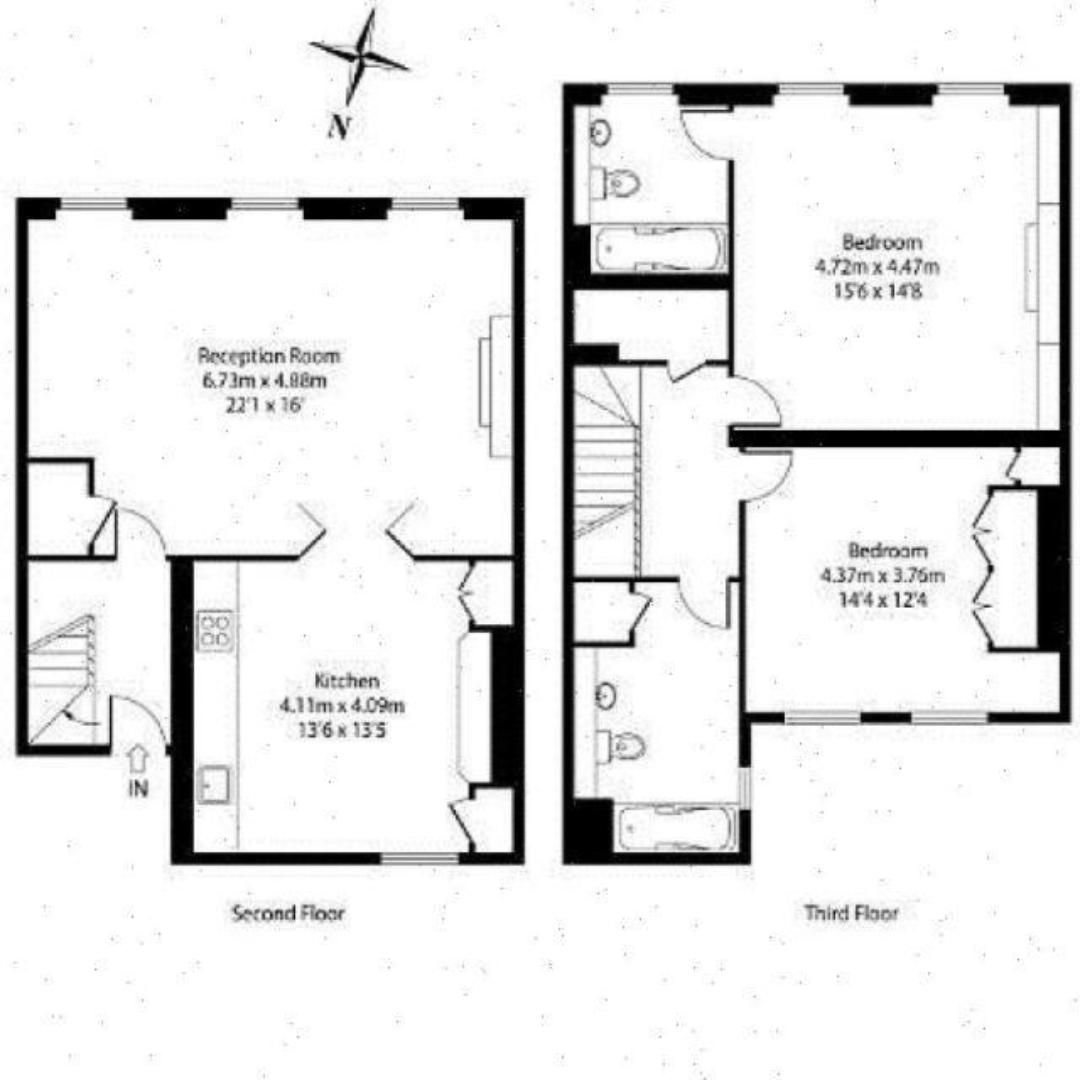 N
Reception Room
6.73m x 4.88m
22'1 x 16'
Kitchen
4.11m x 4.09m
13'6 x 13'5
IN
Second Floor
Bedroom
4.72m x 4.47m
15'6 x 14'8
Bedroom
4.37m x 3.76m
14'4 x 12'4
Third Floor